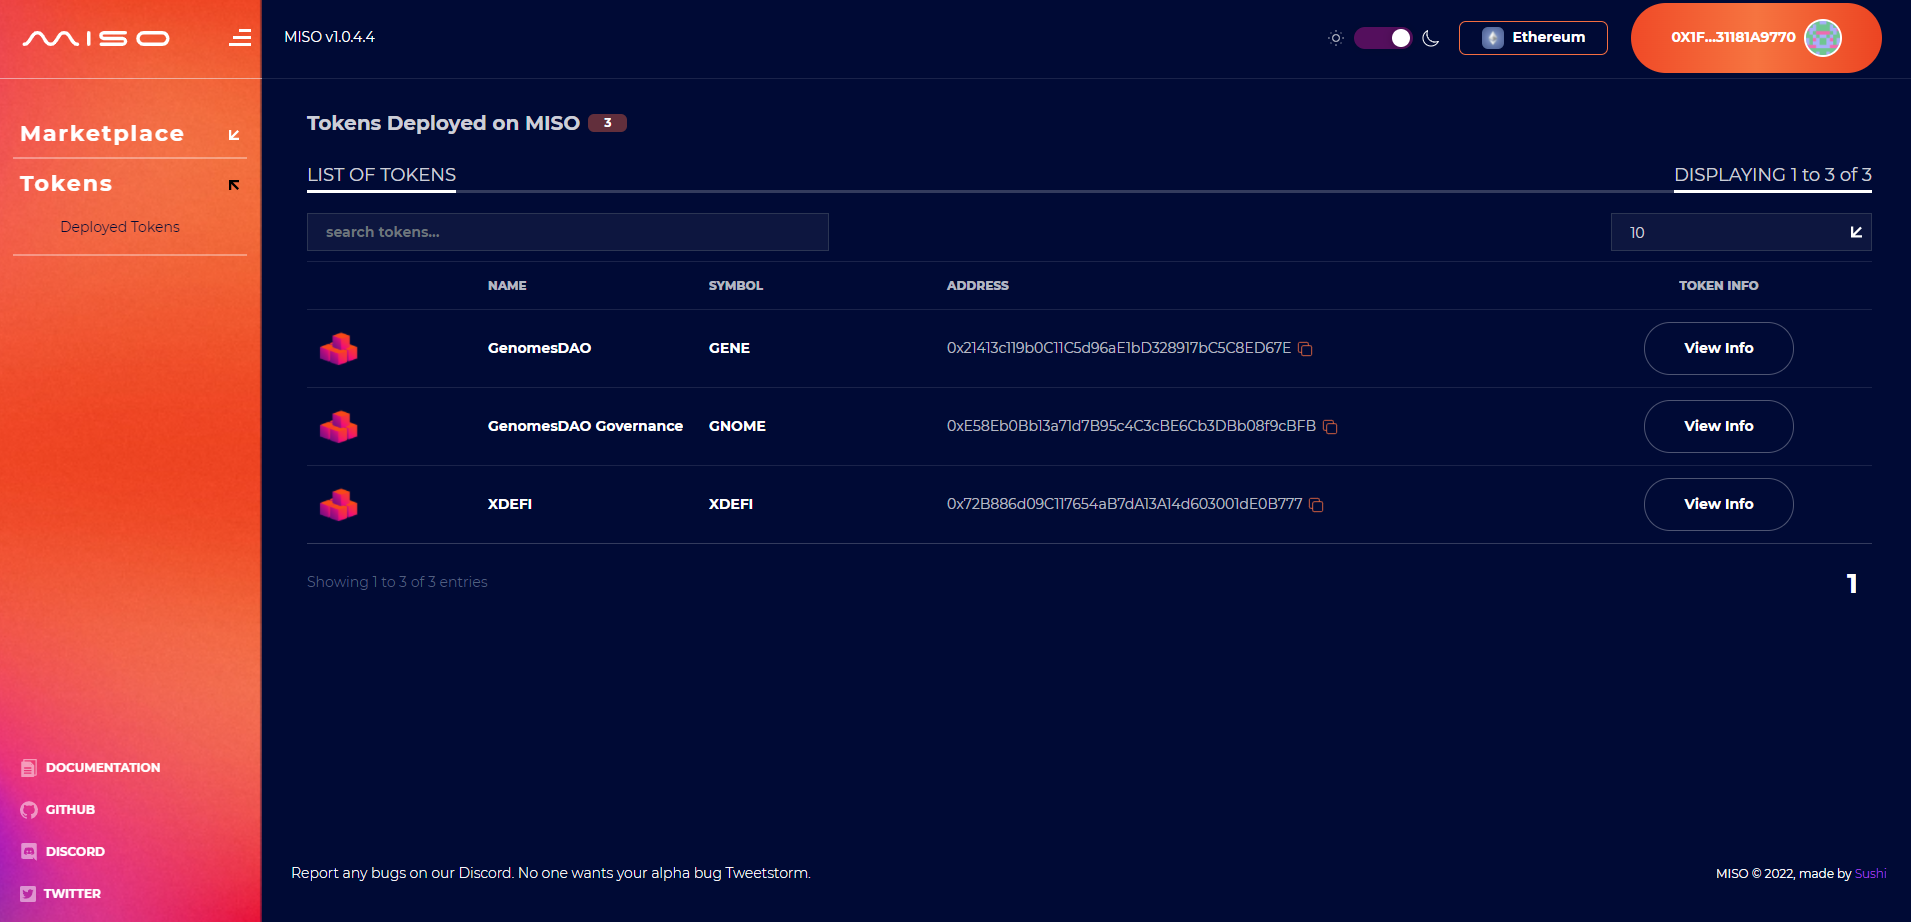 MISO
MISO v1.0.4.4
Ethereum
0X1F...31181A9770
Marketplace
Tokens
Deployed Tokens
Tokens Deployed on MISO 3
LIST OF TOKENS
DISPLAYING 1 to 3 of 3
search tokens...
10
NAME SYMBOL ADDRESS TOKEN INFO
GenomesDAO GENE 0x21413c119b0C11C5d96aE1bD328917bC5C8ED67E View Info
GenomesDAO Governance GNOME 0xE58Eb0Bb13a71d7B95c4C3cBE6Cb3DBb08f9cBFB View Info
XDEFI XDEFI 0x72B886d09C117654aB7dA13A14d603001dE0B777 View Info
Showing 1 to 3 of 3 entries
1
DOCUMENTATION
GITHUB
DISCORD
TWITTER
Report any bugs on our Discord. No one wants your alpha bug Tweetstorm.
MISO © 2022, made by Sushi